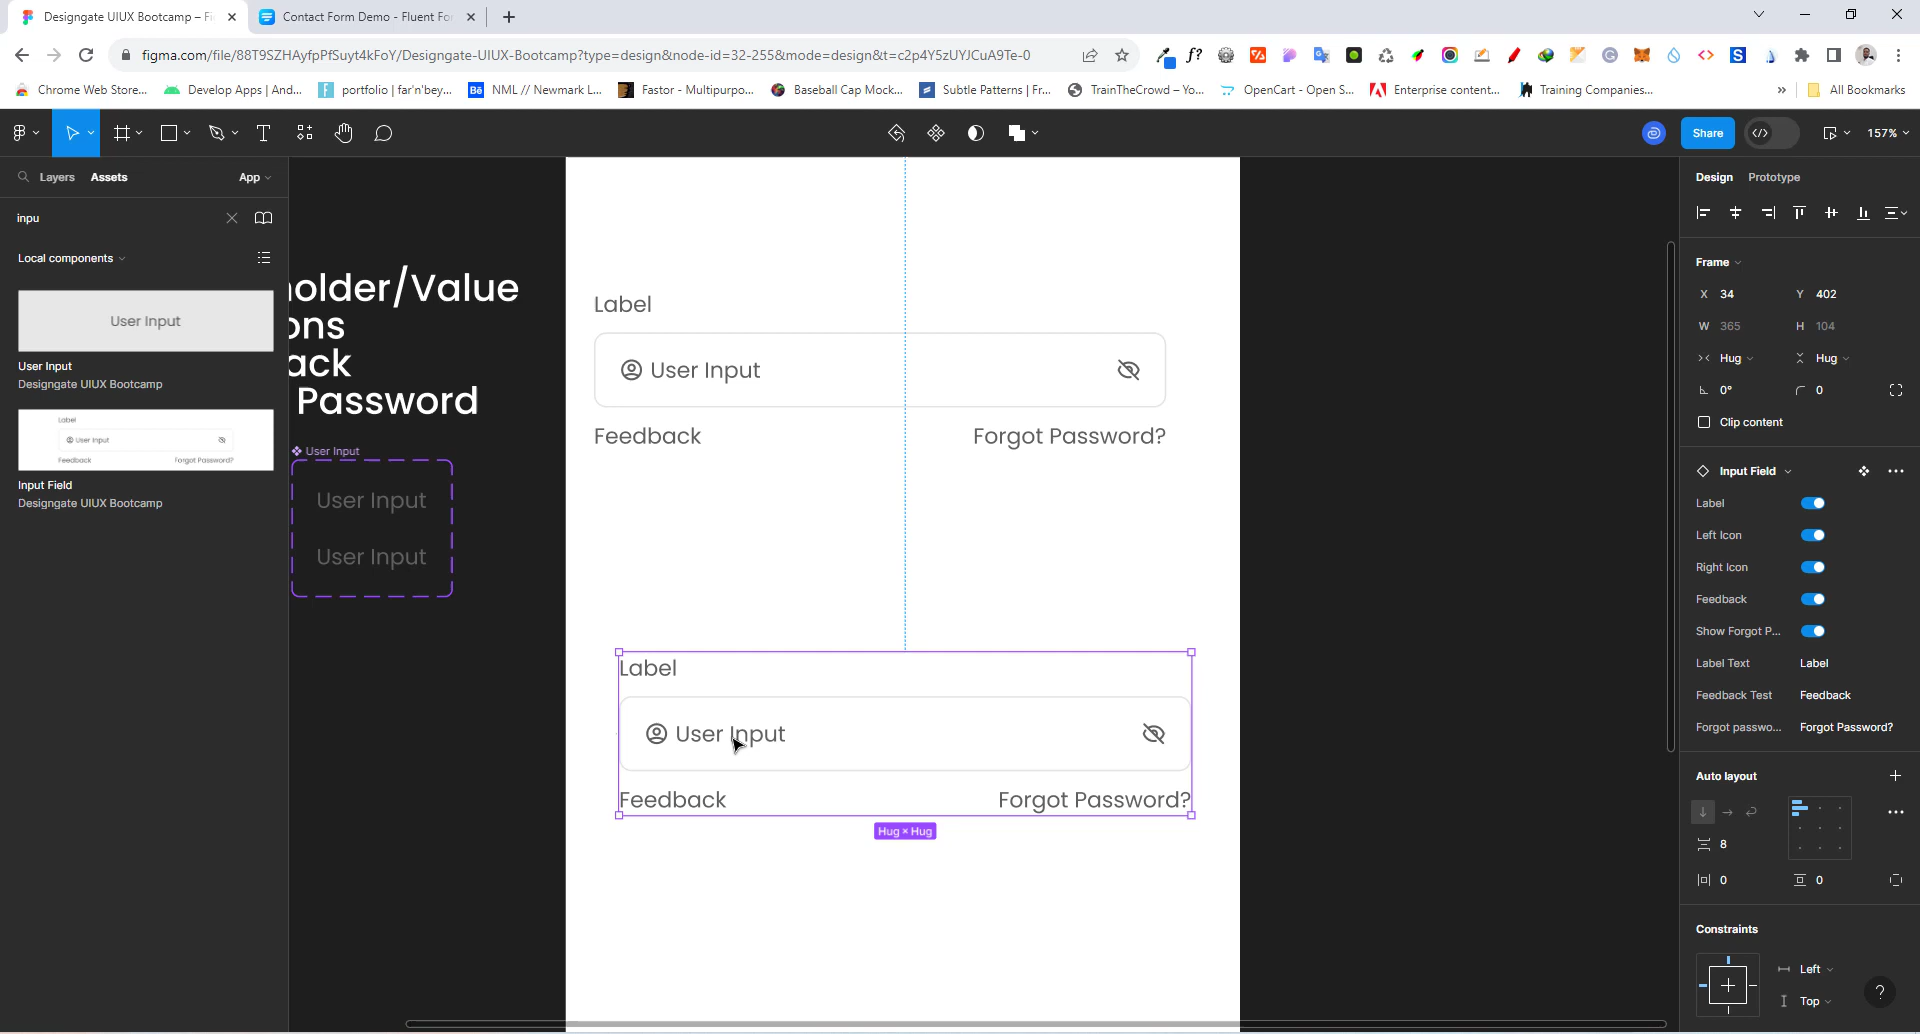 Designgate UIUX Bootcamp – Fi
Contact Form Demo - Fluent Fo
figma.com/file/88T9SZHAyfpPfSuyt4kFoY/Designgate-UIUX-Bootcamp?type=design&node-id=32-255&mode=design&t=c2p4Y5zUYJCuA9Te-0
Chrome Web Store...
Develop Apps | And...
portfolio | far'n'bey...
NML // Newmark L...
Fastor - Multipurpo...
Baseball Cap Mock...
Subtle Patterns | Fr...
TrainTheCrowd – Yo...
OpenCart - Open S...
Enterprise content...
Training Companies...
»
All Bookmarks
Share
157%
Layers
Assets
App
Design
Prototype
inpu
Local components
User Input
User Input
Designgate UIUX Bootcamp
Label
User Input
Feedback
Forgot Password?
Input Field
Designgate UIUX Bootcamp
older/Value
ons
ack
Password
User Input
User Input
User Input
Label
User Input
Feedback
Forgot Password?
Label
User Input
Feedback
Forgot Password?
Hug × Hug
Frame
X 34
Y 402
W 365
H 104
Hug
Hug
0°
0
Clip content
Input Field
Label
Left Icon
Right Icon
Feedback
Show Forgot P...
Label Text
Label
Feedback Test
Feedback
Forgot passwo...
Forgot Password?
Auto layout
8
0
0
Constraints
Left
Top
?